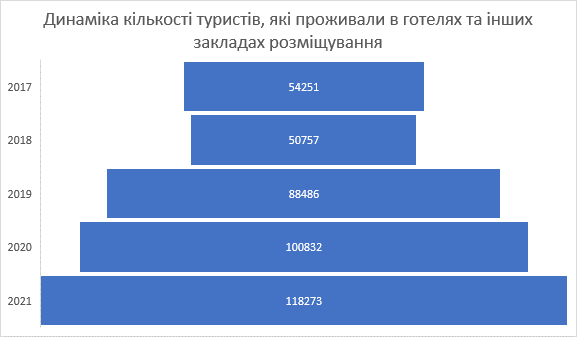 Динаміка кількості туристів, які проживали в готелях та інших
закладах розміщування
2017 54251
2018 50757
2019 88486
2020 100832
2021 118273